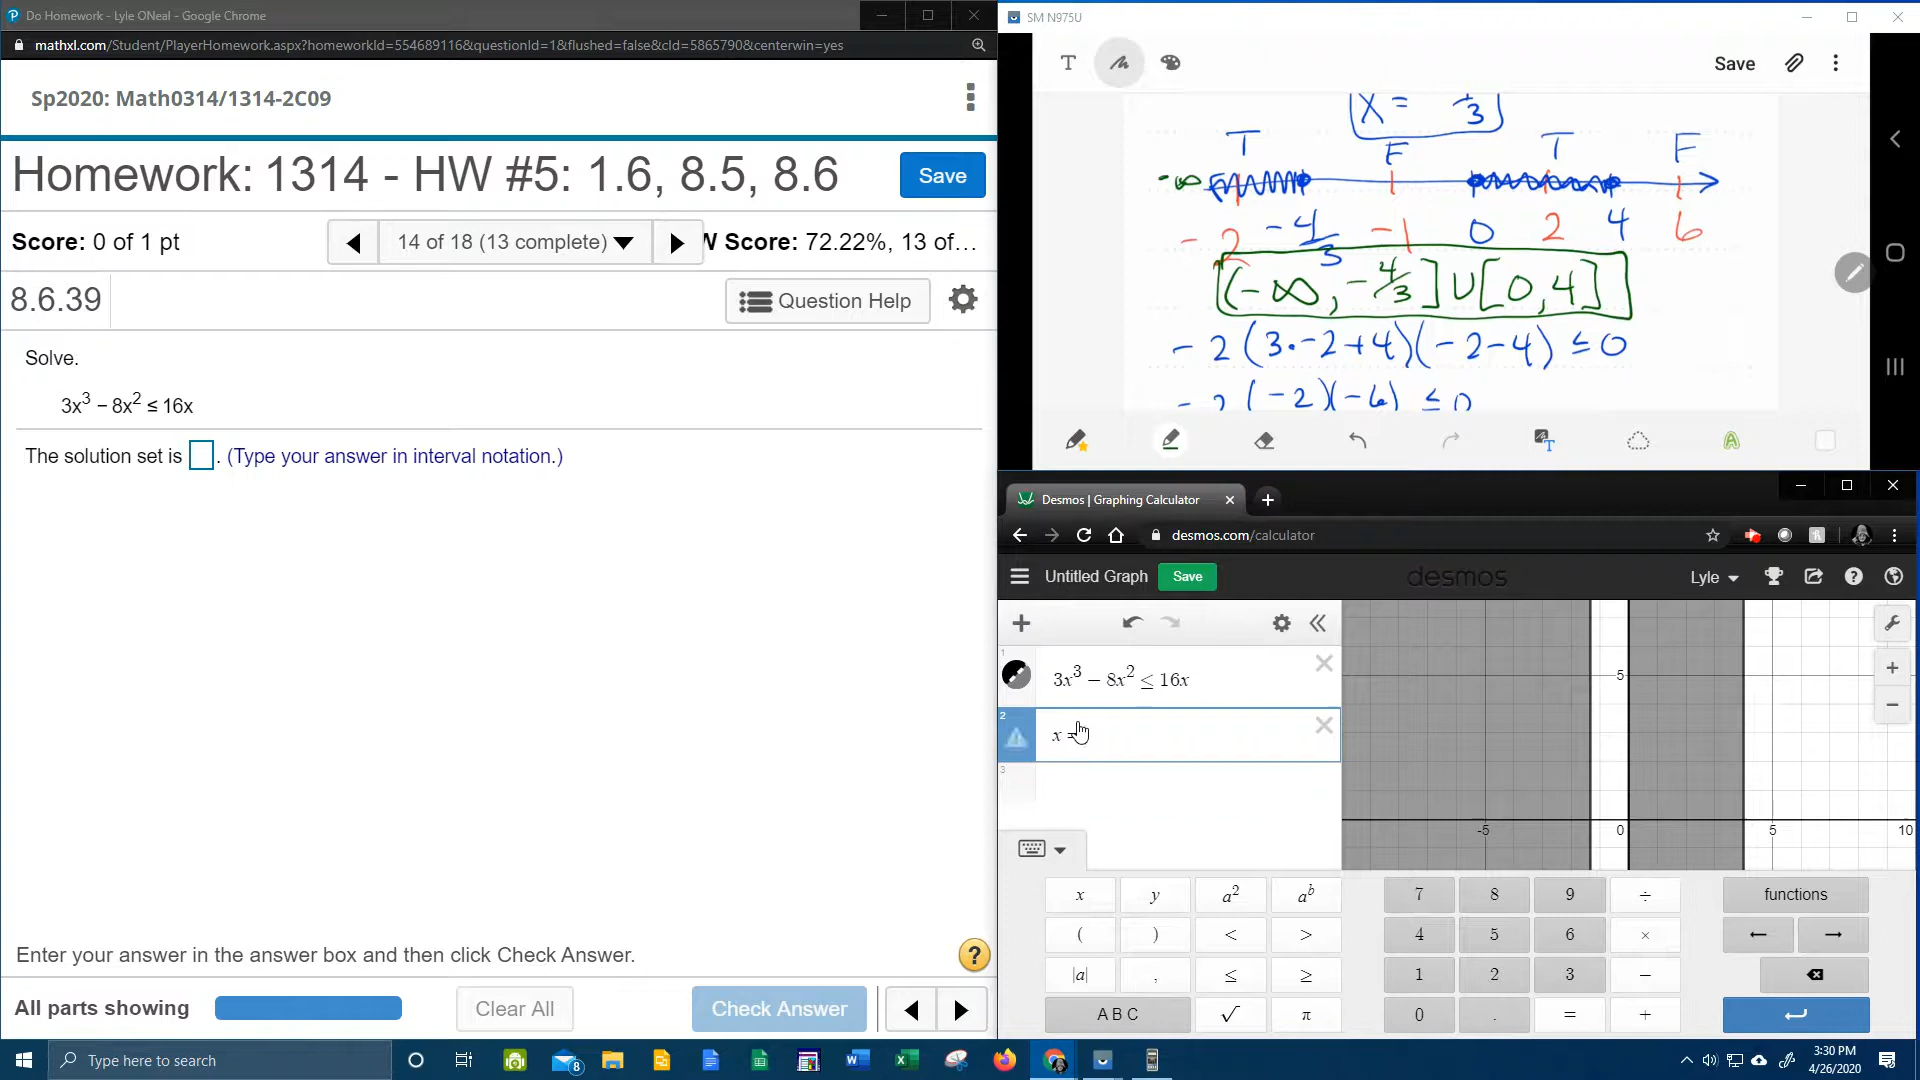 Do Homework - Lyle ONeal - Google Chrome
mathxl.com/Student/PlayerHomework.aspx?homeworkId=554689116&questionId=1&flushed=false&cId=5865790&centerwin=yes
Sp2020: Math0314/1314-2C09
Homework: 1314 - HW #5: 1.6, 8.5, 8.6
Save
Score: 0 of 1 pt
14 of 18 (13 complete)
W Score: 72.22%, 13 of...
8.6.39
Question Help
Solve.
3x³ − 8x² ≤ 16x
The solution set is . (Type your answer in interval notation.)
Enter your answer in the answer box and then click Check Answer.
?
All parts showing
Clear All
Check Answer
SM N975U
T
Save
T F T F
-∞
-2 -4/3 -1 0 2 4 6
(-∞, -4/3] U [0,4]
-2(3·-2+4)(-2-4) ≤ 0
-2(-2)(-6) ≤ 0
Desmos | Graphing Calculator
desmos.com/calculator
Untitled Graph
Save
desmos
Lyle
1
3x³ − 8x² ≤ 16x
2
x =
3
5
-5 0 5 10
x y a² aᵇ 7 8 9 ÷ functions
( ) < > 4 5 6 × ← →
|a| , ≤ ≥ 1 2 3 −
A B C √ π 0 . = +
Type here to search
8
3:30 PM
4/26/2020